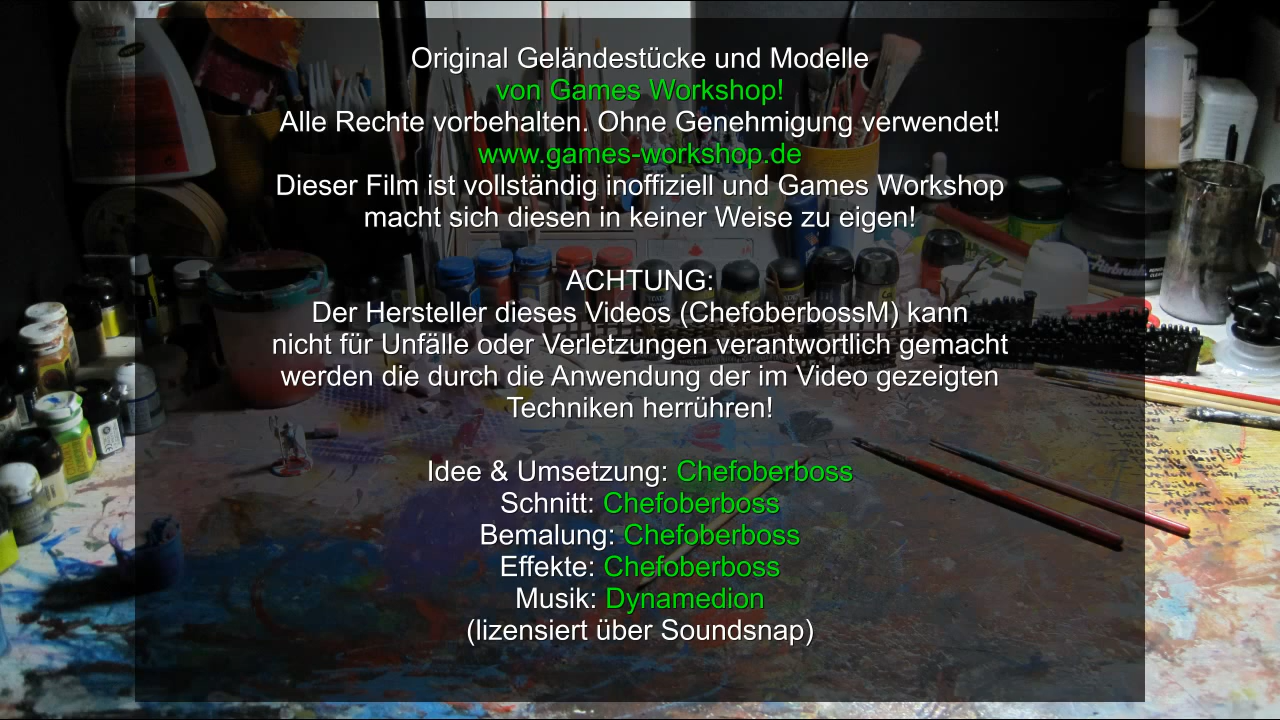 Original Geländestücke und Modelle
von Games Workshop!
Alle Rechte vorbehalten. Ohne Genehmigung verwendet!
www.games-workshop.de
Dieser Film ist vollständig inoffiziell und Games Workshop
macht sich diesen in keiner Weise zu eigen!
ACHTUNG:
Der Hersteller dieses Videos (ChefoberbossM) kann
nicht für Unfälle oder Verletzungen verantwortlich gemacht
werden die durch die Anwendung der im Video gezeigten
Techniken herrühren!
Idee & Umsetzung: Chefoberboss
Schnitt: Chefoberboss
Bemalung: Chefoberboss
Effekte: Chefoberboss
Musik: Dynamedion
(lizensiert über Soundsnap)